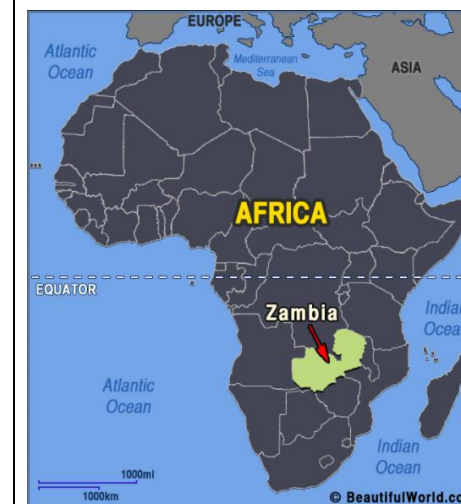 EUROPE
Atlantic
Ocean
Mediterranean
Sea
ASIA
AFRICA
EQUATOR
Zambia
India
Ocea
Atlantic
Ocean
Indian
Ocean
1000mi
1000km
© BeautifulWorld.co